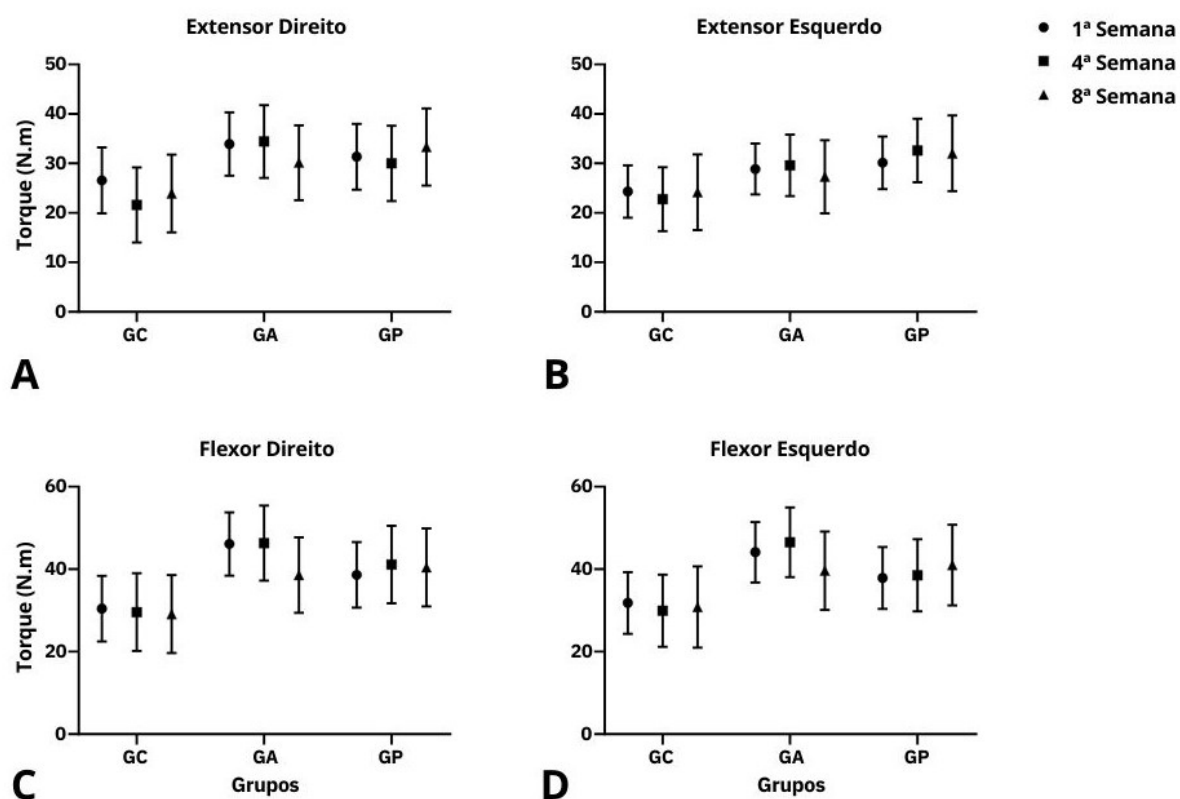 Extensor Direito
50
40
30
20
10
0
Torque (N.m)
GC GA GP
A
Extensor Esquerdo
50
40
30
20
10
0
GC GA GP
B
1ª Semana
4ª Semana
8ª Semana
Flexor Direito
60
40
20
0
Torque (N.m)
GC GA GP
Grupos
C
Flexor Esquerdo
60
40
20
0
GC GA GP
Grupos
D